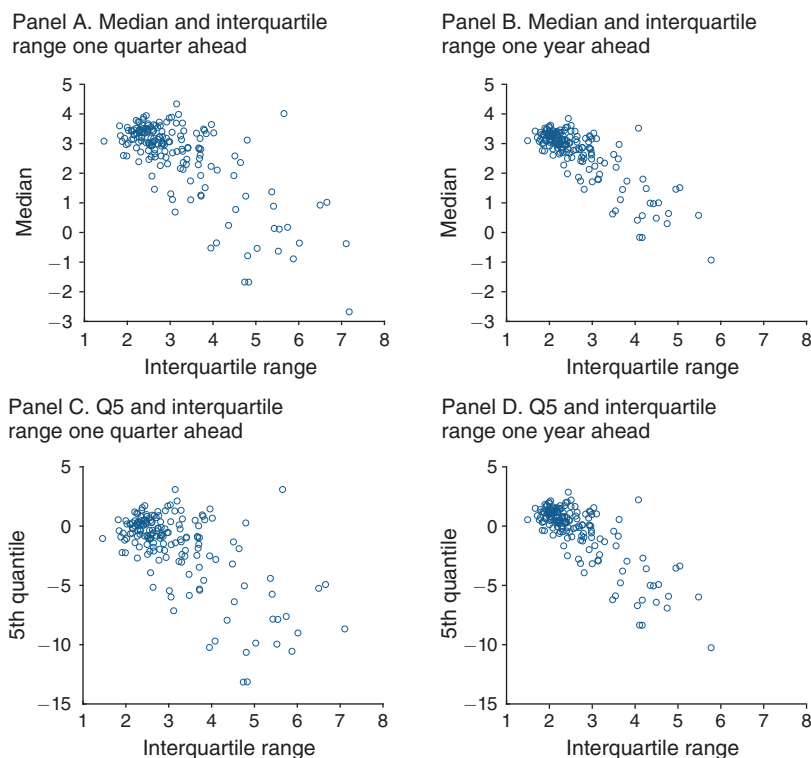 Panel A. Median and interquartile
range one quarter ahead
5
4
3
2
1
0
−1
−2
−3
Median
1 2 3 4 5 6 7 8
Interquartile range
Panel B. Median and interquartile
range one year ahead
5
4
3
2
1
0
−1
−2
−3
Median
1 2 3 4 5 6 7 8
Interquartile range
Panel C. Q5 and interquartile
range one quarter ahead
5
0
−5
−10
−15
5th quantile
1 2 3 4 5 6 7 8
Interquartile range
Panel D. Q5 and interquartile
range one year ahead
5
0
−5
−10
−15
5th quantile
1 2 3 4 5 6 7 8
Interquartile range